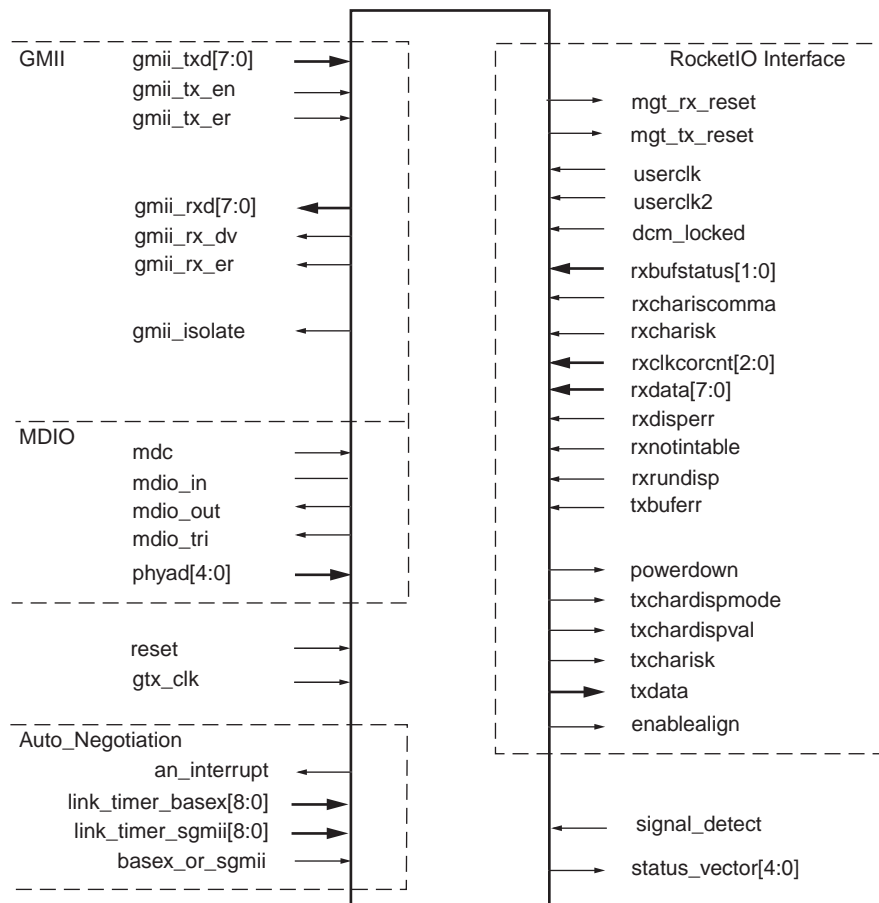 GMII
gmii_txd[7:0]
gmii_tx_en
gmii_tx_er
gmii_rxd[7:0]
gmii_rx_dv
gmii_rx_er
gmii_isolate
MDIO
mdc
mdio_in
mdio_out
mdio_tri
phyad[4:0]
reset
gtx_clk
Auto_Negotiation
an_interrupt
link_timer_basex[8:0]
link_timer_sgmii[8:0]
basex_or_sgmii
RocketIO Interface
mgt_rx_reset
mgt_tx_reset
userclk
userclk2
dcm_locked
rxbufstatus[1:0]
rxchariscomma
rxcharisk
rxclkcorcnt[2:0]
rxdata[7:0]
rxdisperr
rxnotintable
rxrundisp
txbuferr
powerdown
txchardispmode
txchardispval
txcharisk
txdata
enablealign
signal_detect
status_vector[4:0]